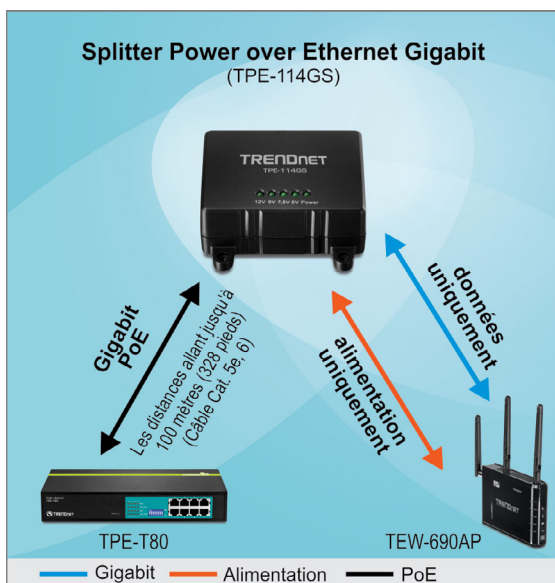 Splitter Power over Ethernet Gigabit
(TPE-114GS)
TRENDNET
TPE-114GS
12V 9V 7.5V 5V Power
Gigabit
PoE
Les distances allant jusqu'à
100 mètres (328 pieds)
(Câble Cat. 5e, 6)
données
uniquement
alimentation
uniquement
TRENDNET
TRENDNET
TPE-T80
TEW-690AP
Gigabit
Alimentation
PoE